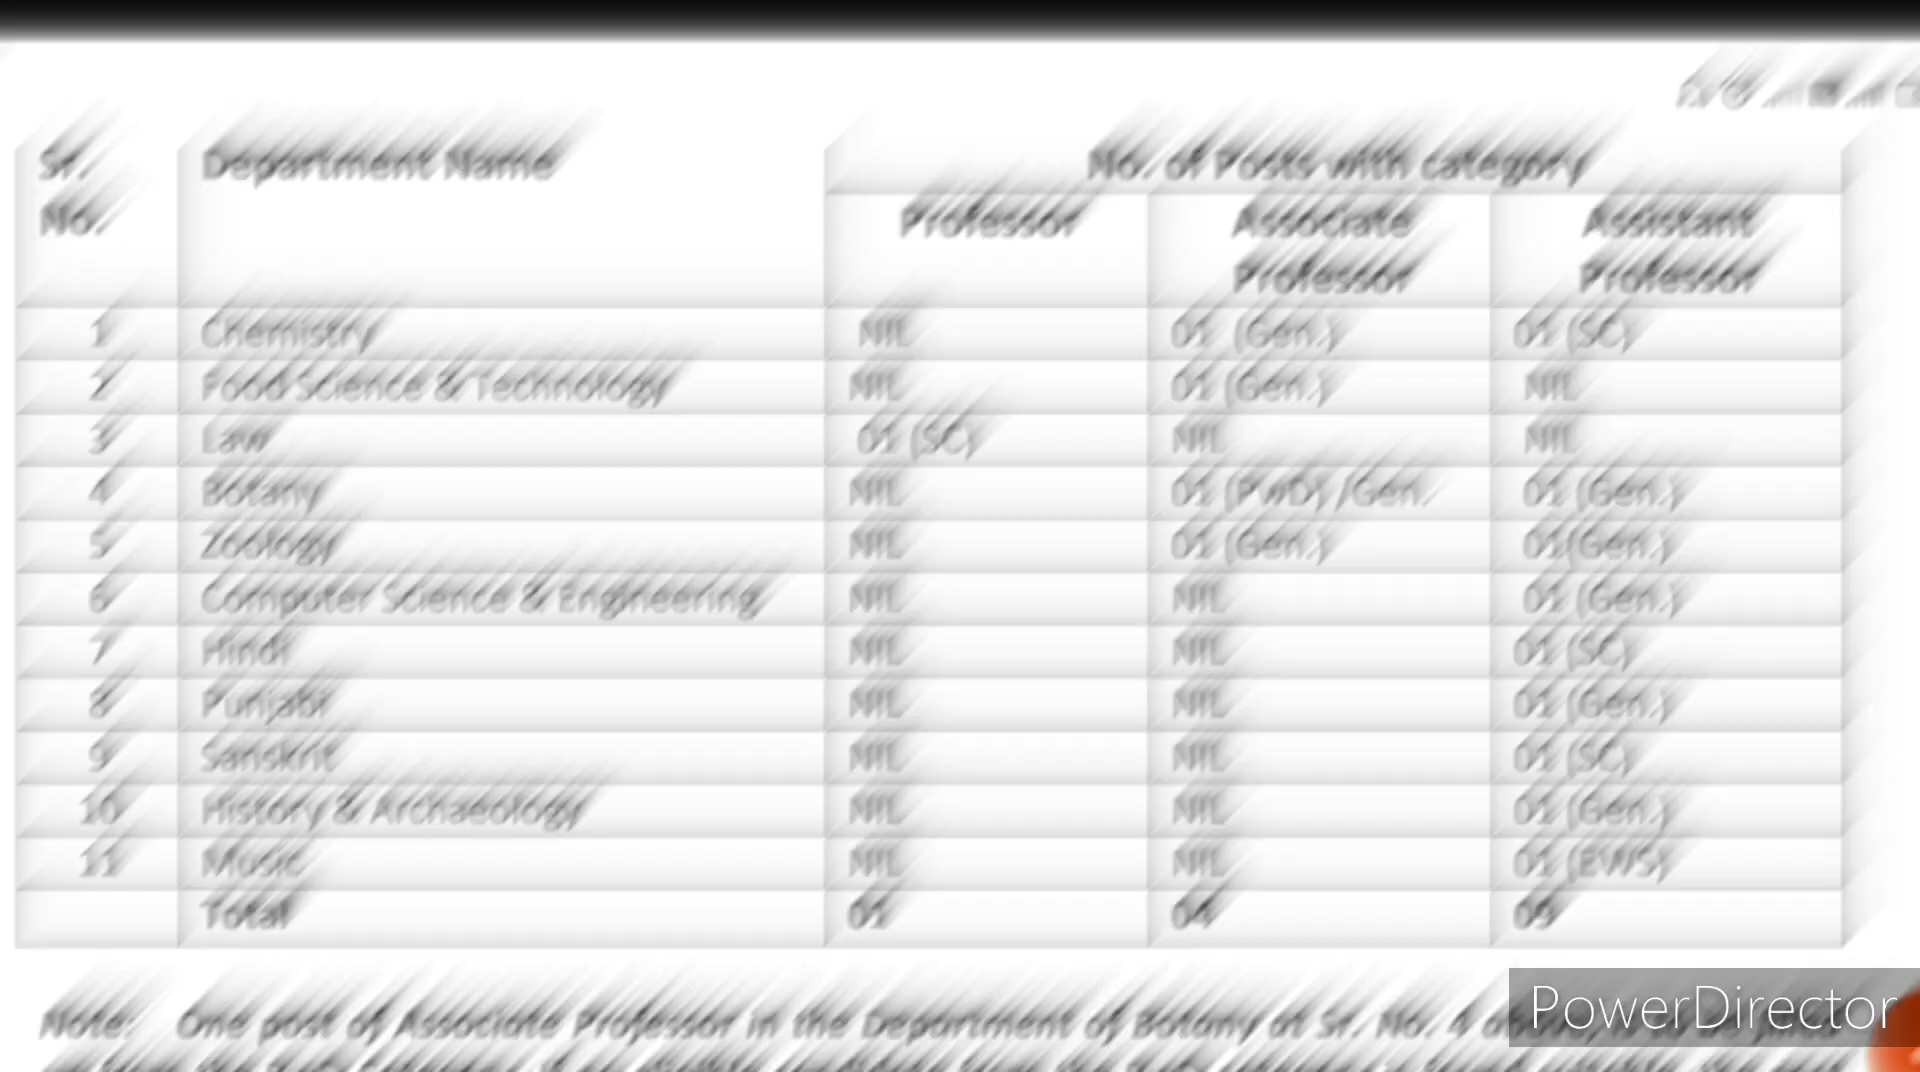 Sr. No. Department Name No. of Posts with category
Professor Associate Professor Assistant Professor
1 Chemistry NIL 01 (Gen.) 01 (SC)
2 Food Science & Technology NIL 01 (Gen.) NIL
3 Law 01 (SC) NIL NIL
4 Botany NIL 01 (PwD) /Gen. 01 (Gen.)
5 Zoology NIL 01 (Gen.) 01(Gen.)
6 Computer Science & Engineering NIL NIL 01 (Gen.)
7 Hindi NIL NIL 01 (SC)
8 Punjabi NIL NIL 01 (Gen.)
9 Sanskrit NIL NIL 01 (SC)
10 History & Archaeology NIL NIL 01 (Gen.)
11 Music NIL NIL 01 (EWS)
Total 01 04 09
Note: One post of Associate Professor in the Department of Botany at Sr. No. 4
PowerDirector